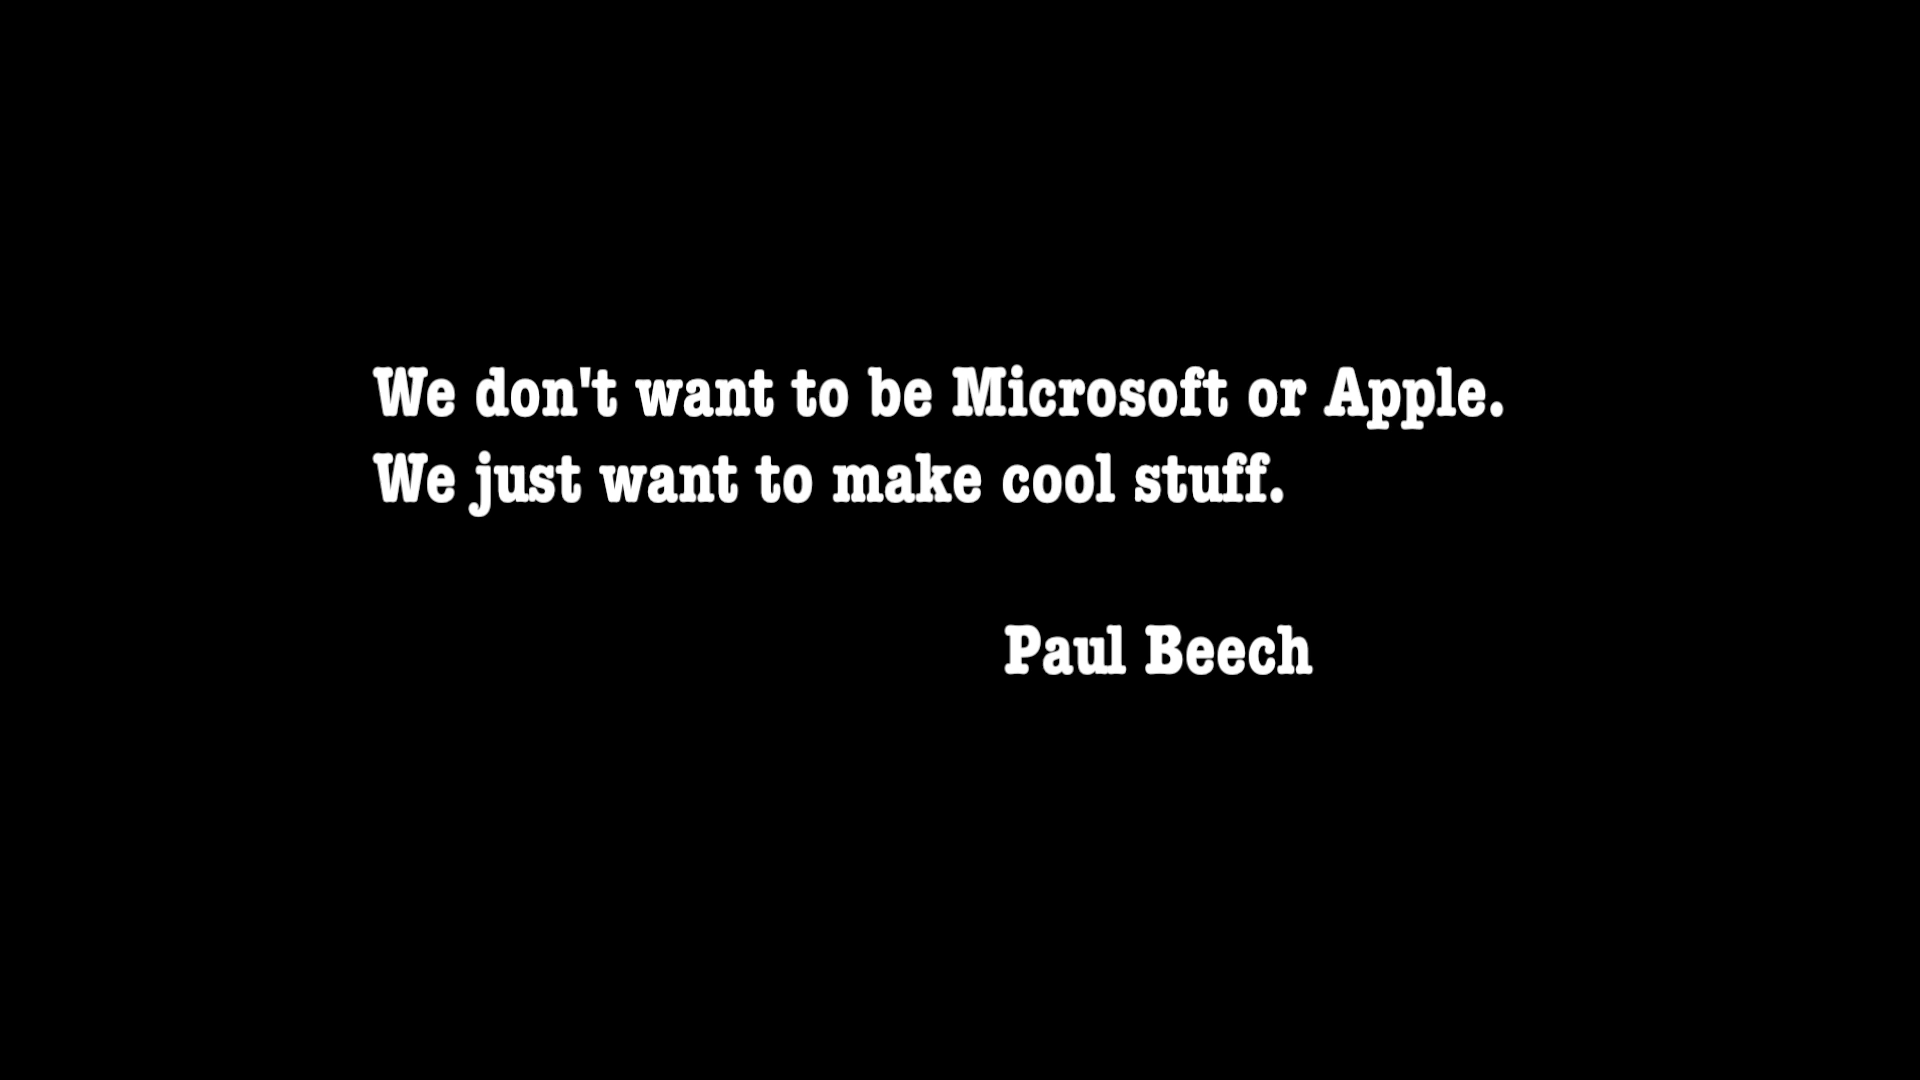 We don't want to be Microsoft or Apple.
We just want to make cool stuff.
Paul Beech